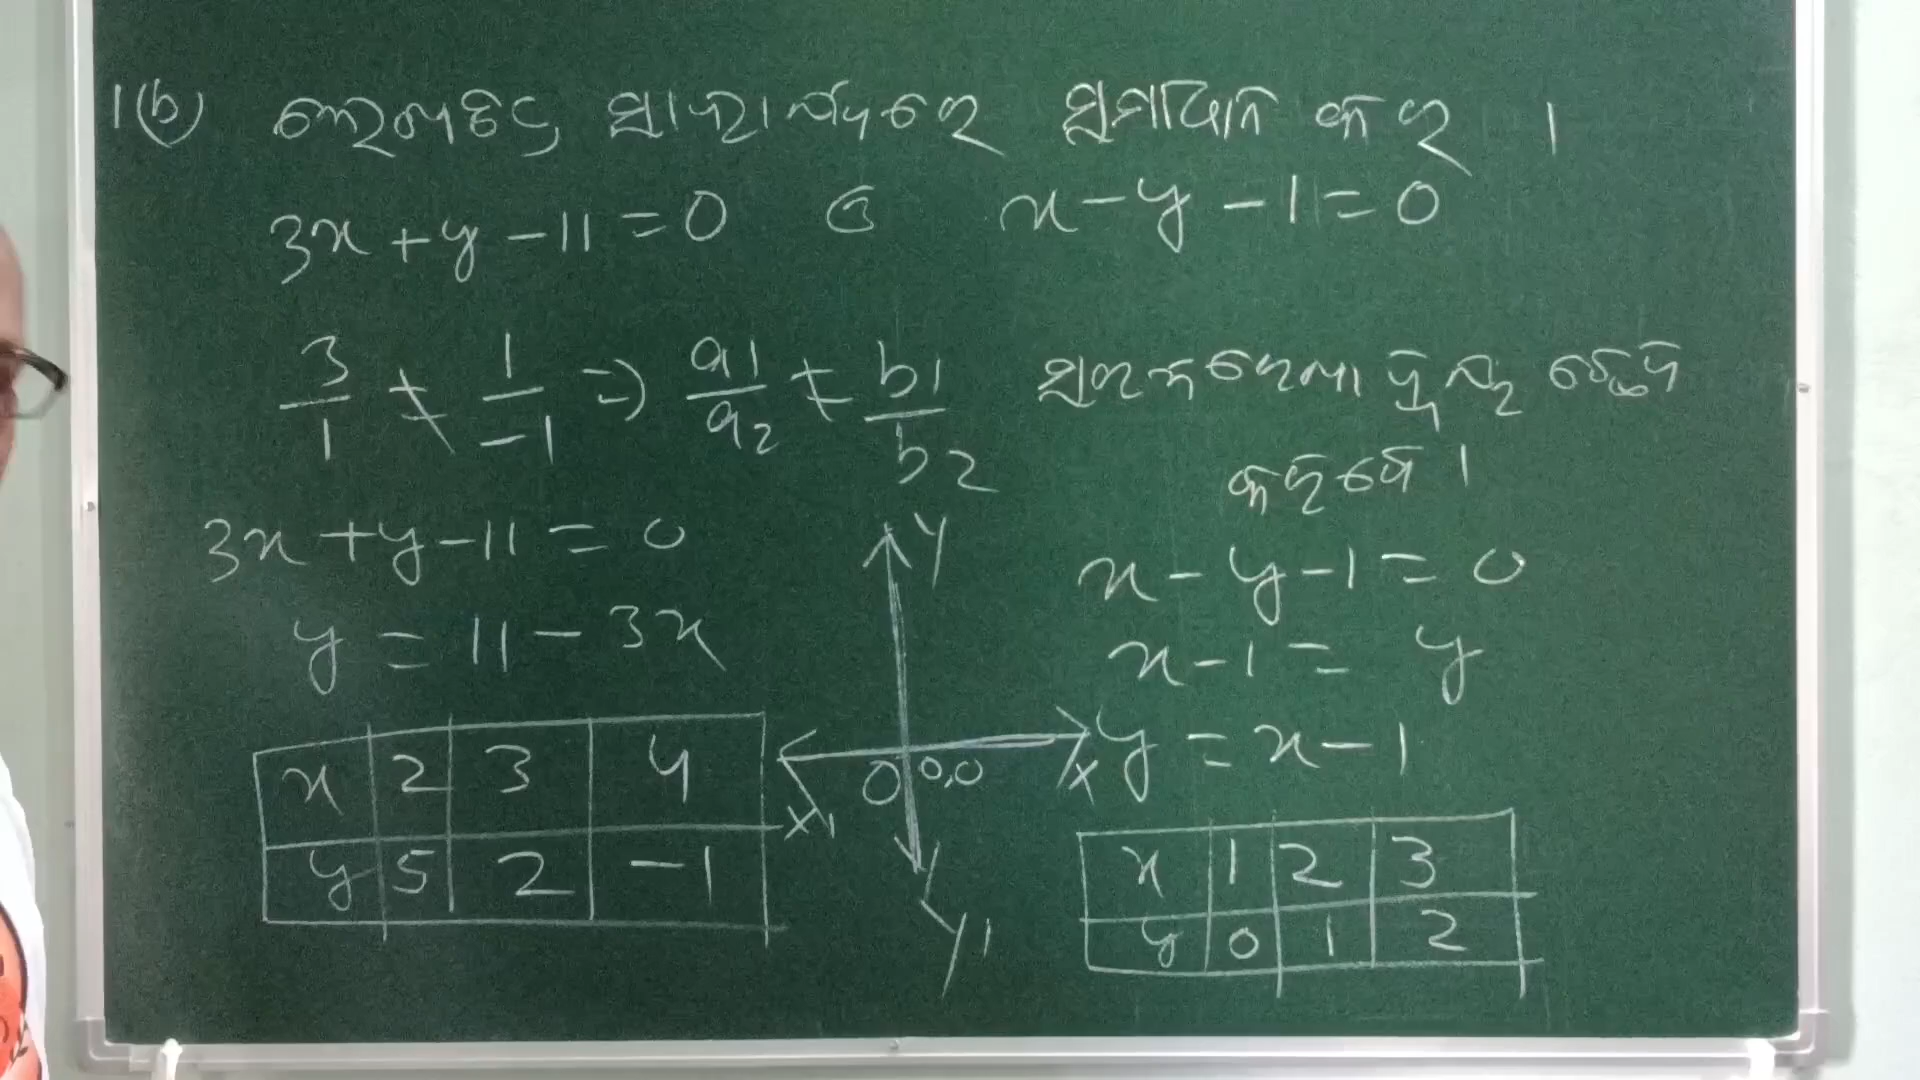 1(b) ଲେଖଚିତ୍ର ସାହାର୍ଯ୍ୟରେ ସମାଧାନ କର ।
3x + y - 11 = 0 ଓ x - y - 1 = 0
3/1 ≠ 1/-1 => a1/a2 ≠ b1/b2
କରିବେ ।
3x + y - 11 = 0
y = 11 - 3x
x 2 3 4
y 5 2 -1
Y
X' O 0,0 X
Y'
x - y - 1 = 0
x - 1 = y
y = x - 1
x 1 2 3
y 0 1 2